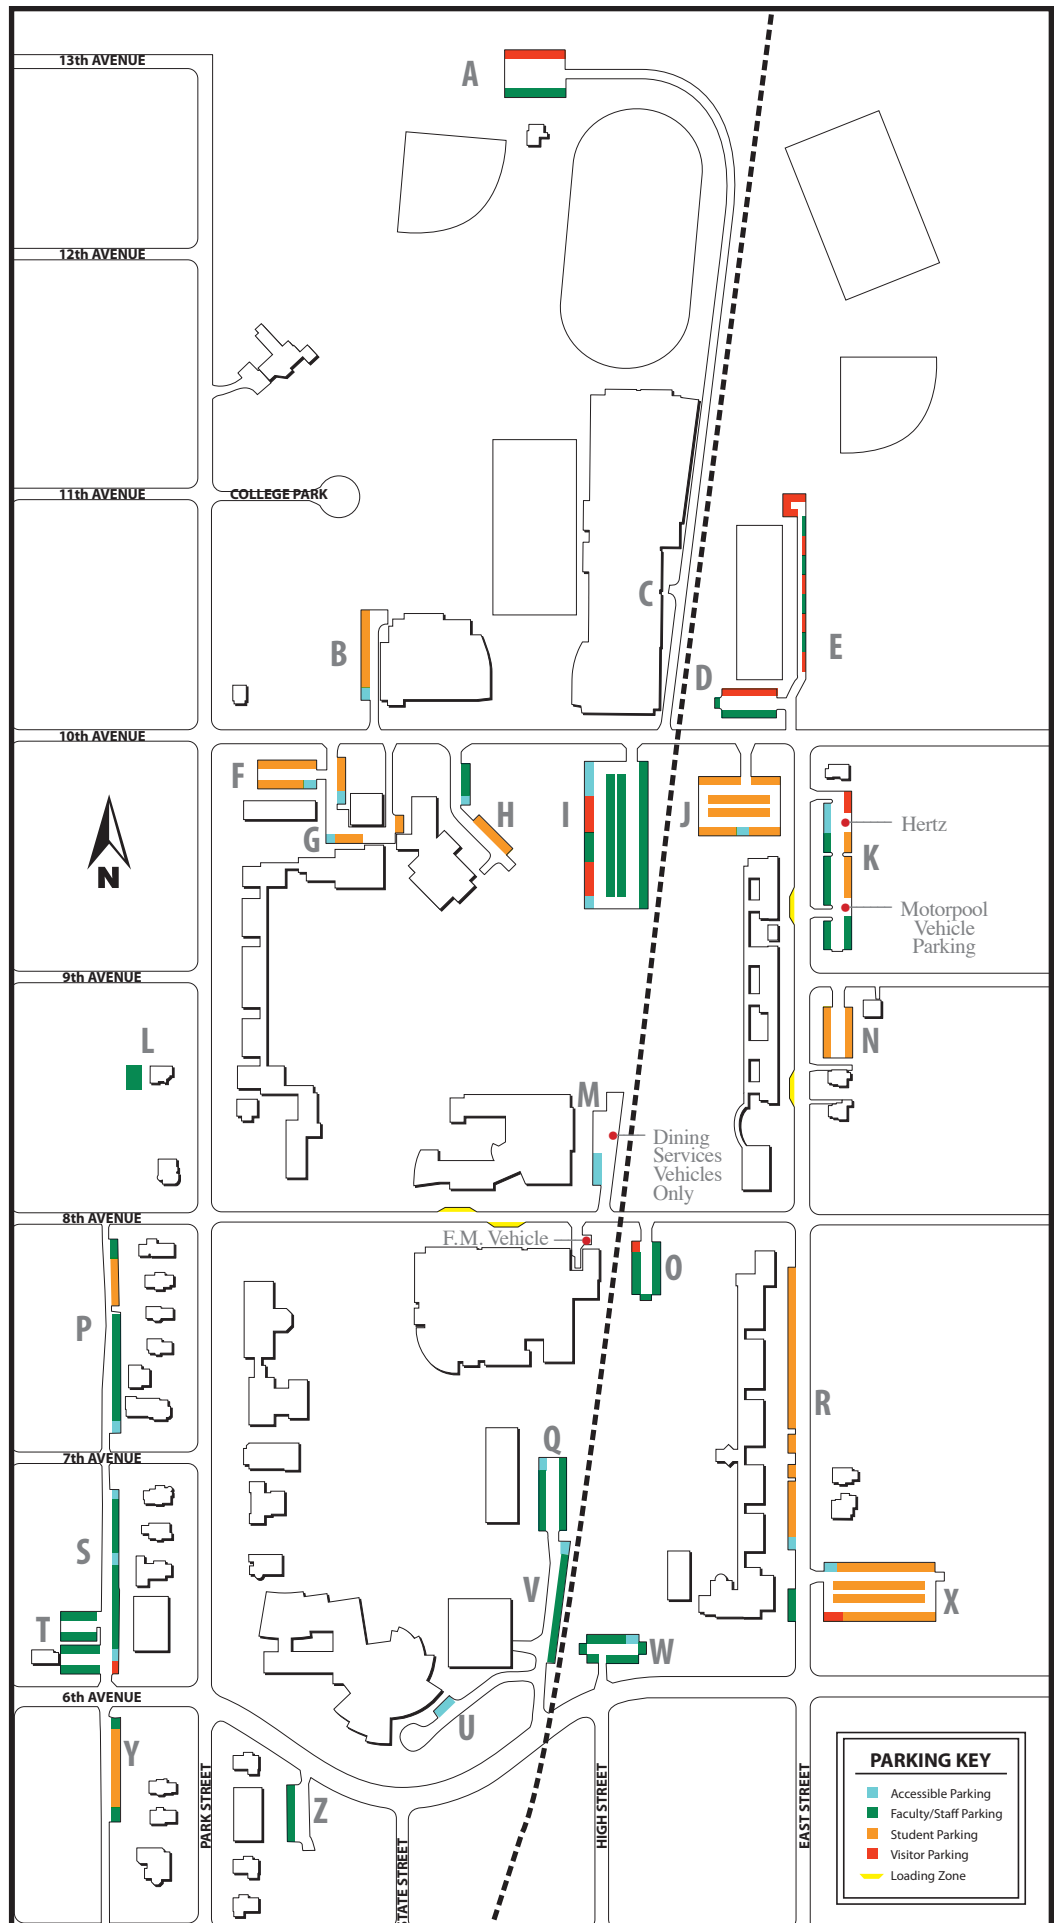 13th AVENUE
A
12th AVENUE
11th AVENUE
COLLEGE PARK
C
B
E
D
10th AVENUE
F
G
H
I
J
K
Hertz
Motorpool
Vehicle
Parking
N
9th AVENUE
L
N
M
Dining
Services
Vehicles
Only
8th AVENUE
F.M. Vehicle
O
P
R
7th AVENUE
Q
S
V
T
W
X
6th AVENUE
U
Y
Z
PARK STREET
STATE STREET
HIGH STREET
EAST STREET
PARKING KEY
Accessible Parking
Faculty/Staff Parking
Student Parking
Visitor Parking
Loading Zone